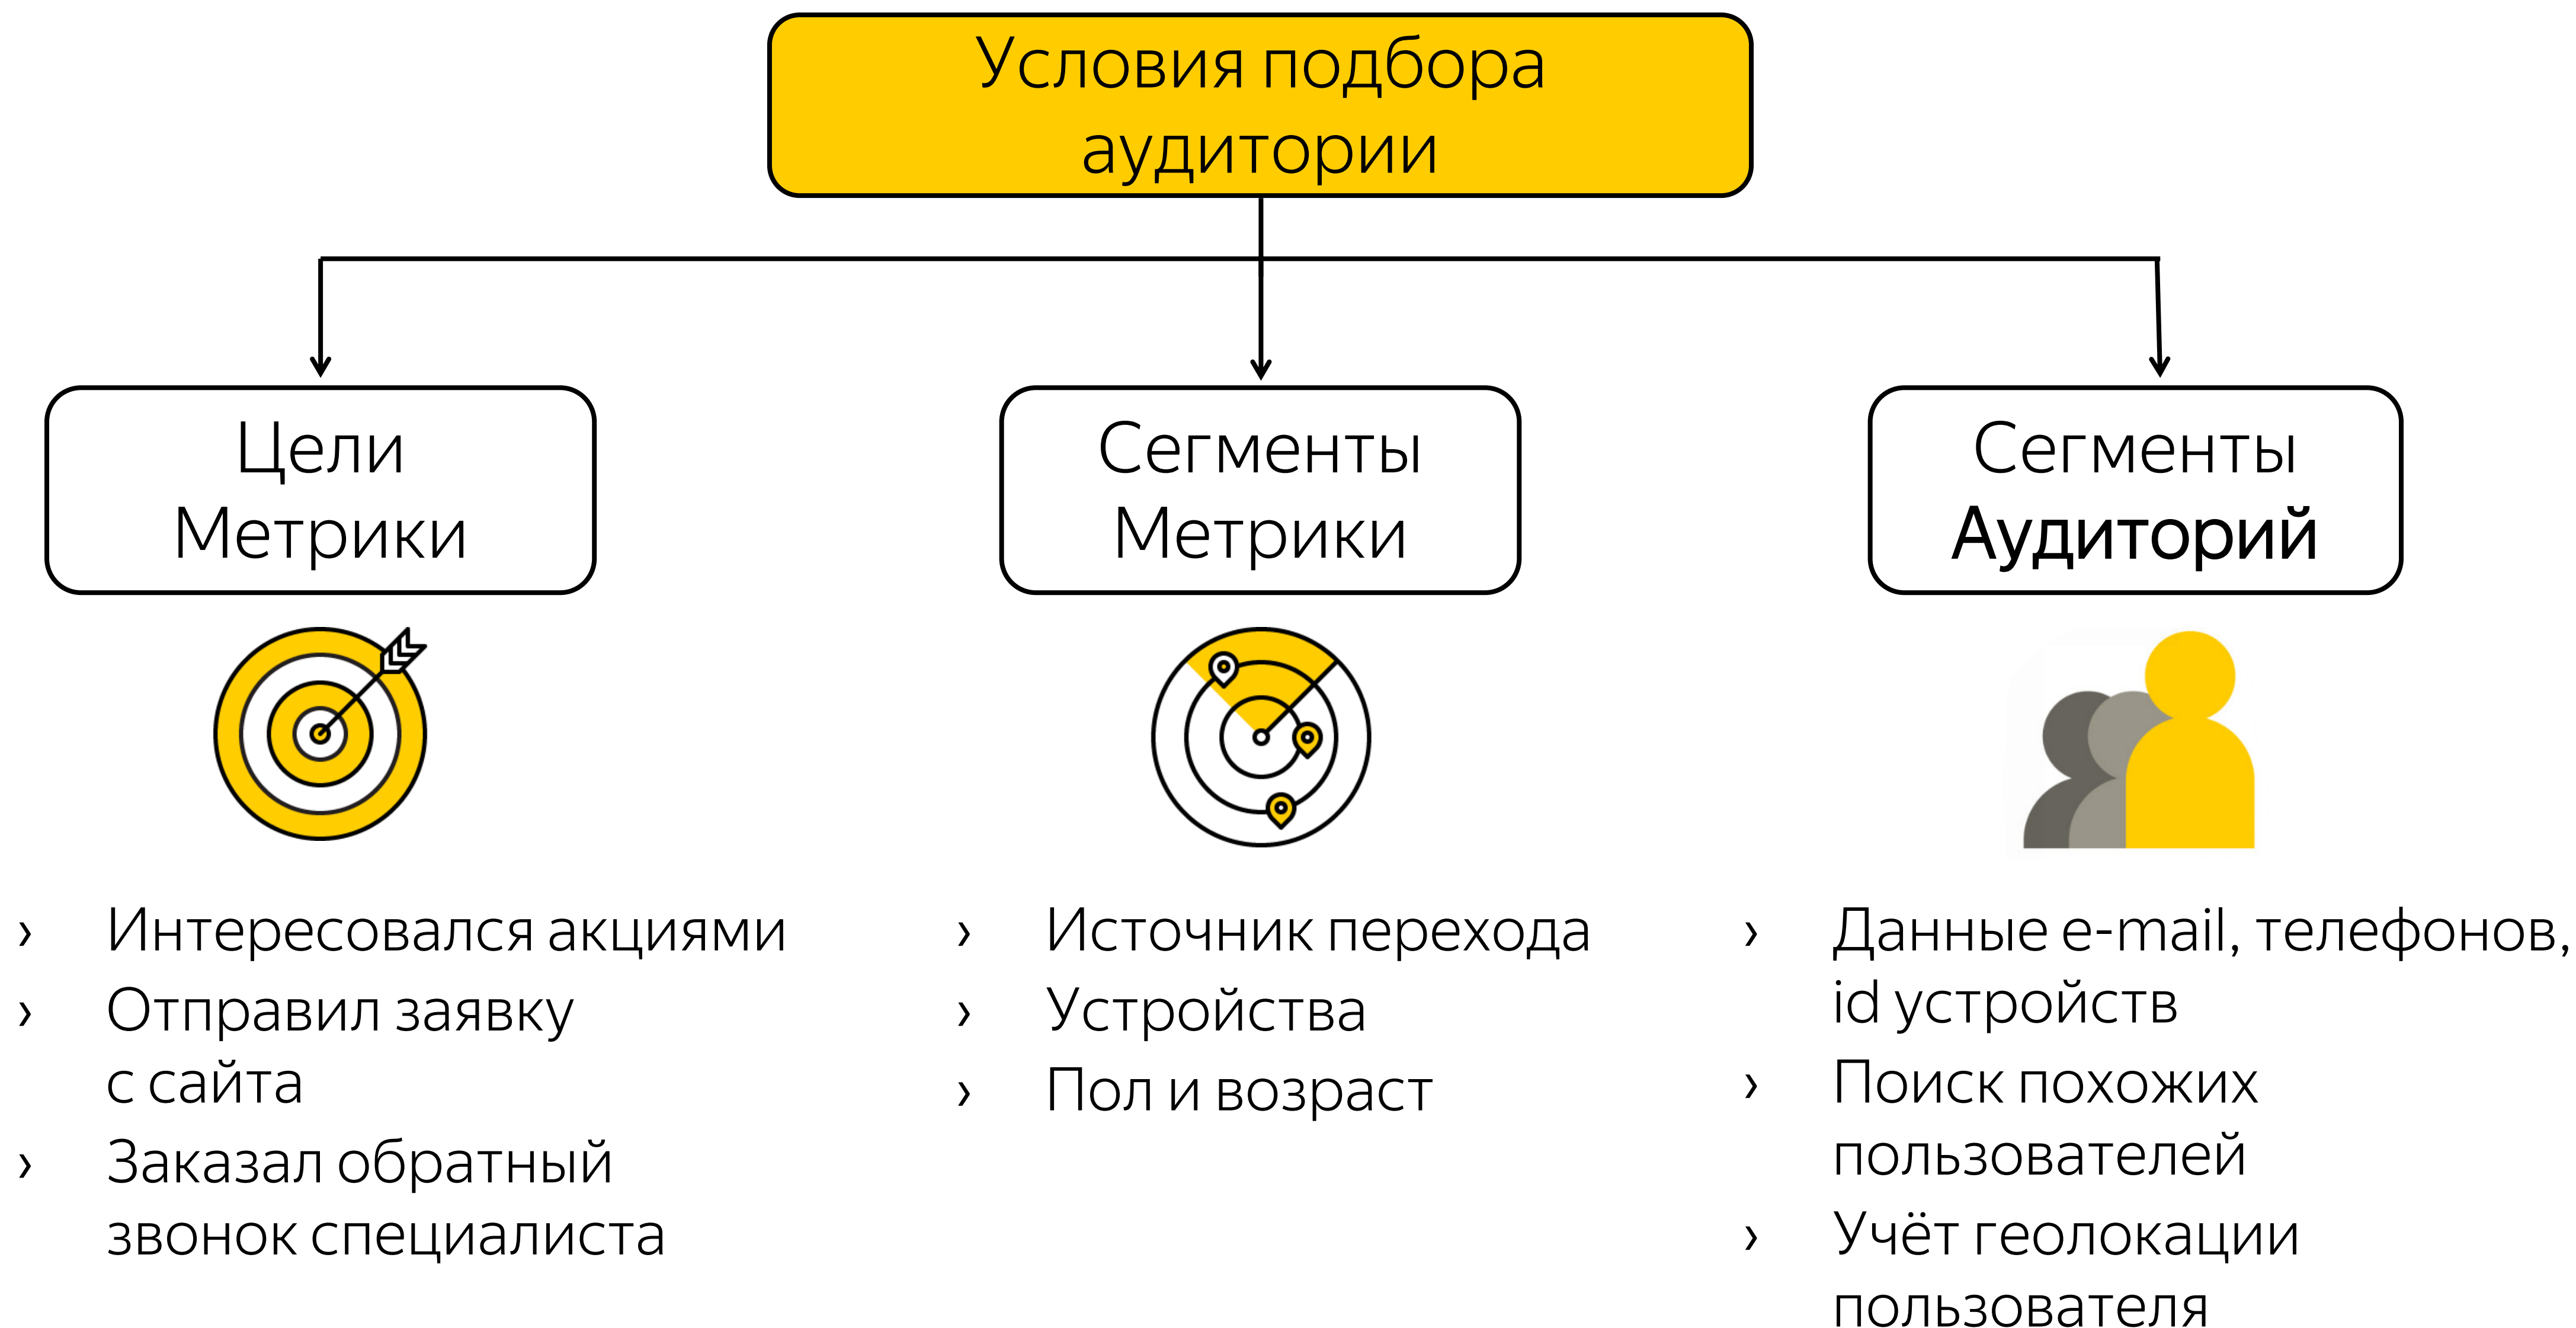 Условия подбора
аудитории
Цели
Метрики
Сегменты
Метрики
Сегменты
Аудиторий
› Интересовался акциями
› Отправил заявку
с сайта
› Заказал обратный
звонок специалиста
› Источник перехода
› Устройства
› Пол и возраст
› Данные e-mail, телефонов,
id устройств
› Поиск похожих
пользователей
› Учёт геолокации
пользователя